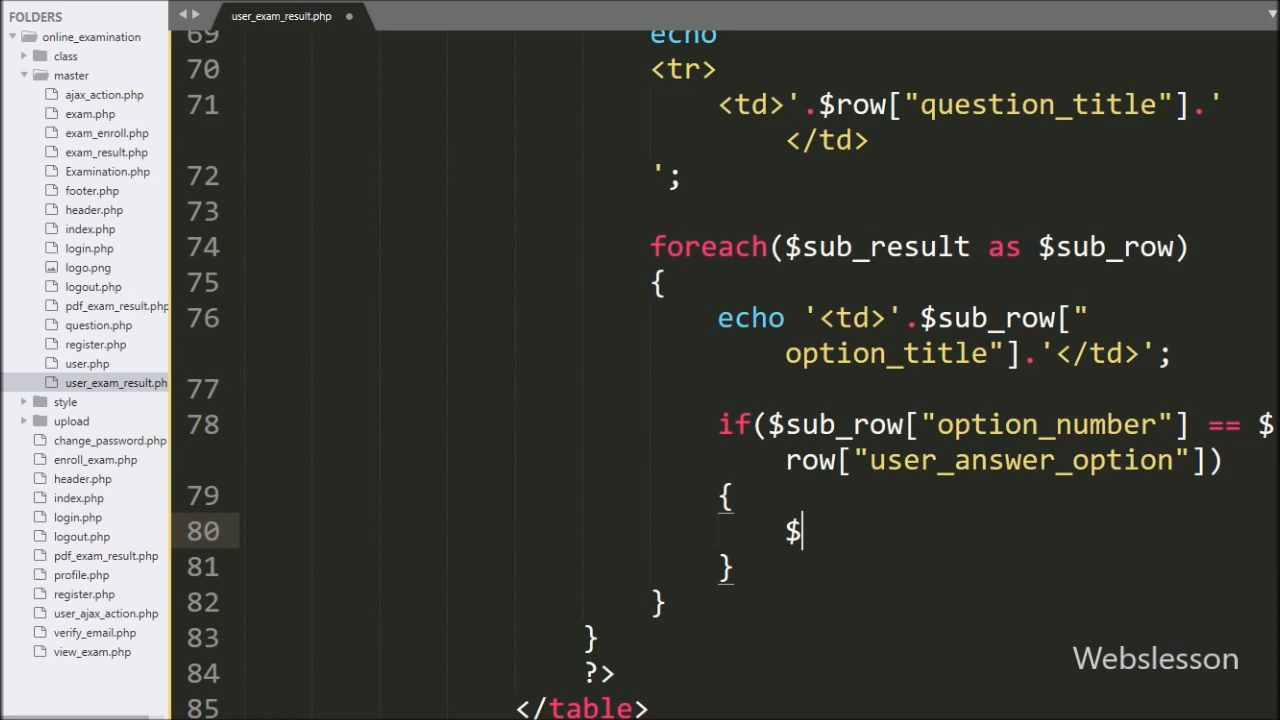 FOLDERS
online_examination
class
master
ajax_action.php
exam.php
exam_enroll.php
exam_result.php
Examination.php
footer.php
header.php
index.php
login.php
logo.png
logout.php
pdf_exam_result.php
question.php
register.php
user.php
user_exam_result.ph
style
upload
change_password.php
enroll_exam.php
header.php
index.php
login.php
logout.php
pdf_exam_result.php
profile.php
register.php
user_ajax_action.php
verify_email.php
view_exam.php
user_exam_result.php
69 echo
70 <tr>
71 <td>'.$row["question_title"].'
</td>
72 ';
73
74 foreach($sub_result as $sub_row)
75 {
76 echo '<td>'.$sub_row["
option_title"].'</td>';
77
78 if($sub_row["option_number"] == $
row["user_answer_option"])
79 {
80 $
81 }
82 }
83 }
84 ?>
85 </table>
Webslesson